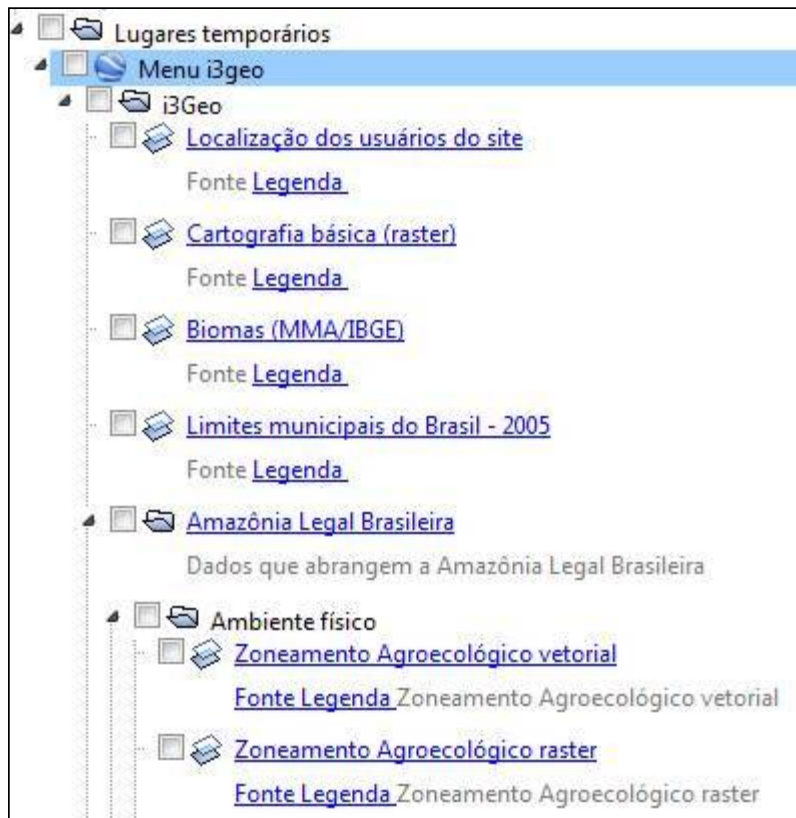 Lugares temporários
Menu i3geo
i3Geo
Localização dos usuários do site
Fonte Legenda
Cartografia básica (raster)
Fonte Legenda
Biomas (MMA/IBGE)
Fonte Legenda
Limites municipais do Brasil - 2005
Fonte Legenda
Amazônia Legal Brasileira
Dados que abrangem a Amazônia Legal Brasileira
Ambiente físico
Zoneamento Agroecológico vetorial
Fonte Legenda Zoneamento Agroecológico vetorial
Zoneamento Agroecológico raster
Fonte Legenda Zoneamento Agroecológico raster